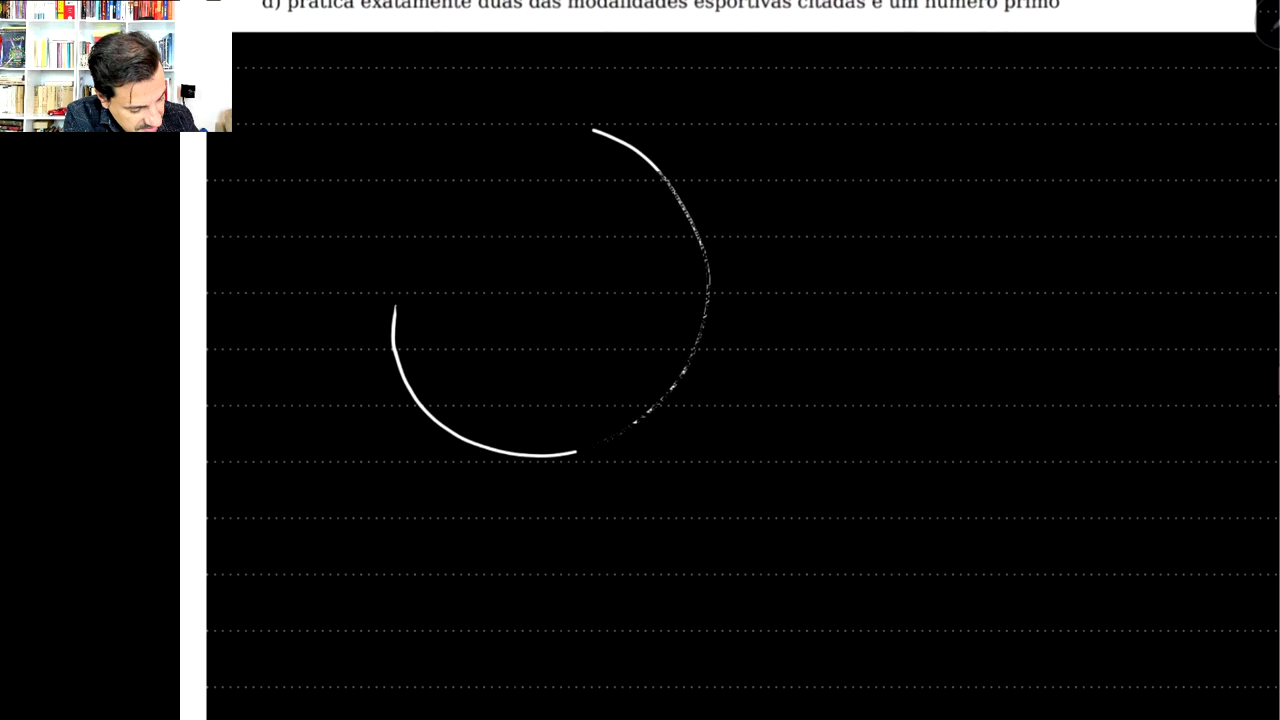 d) pratica exatamente duas das modalidades esportivas citadas é um número primo